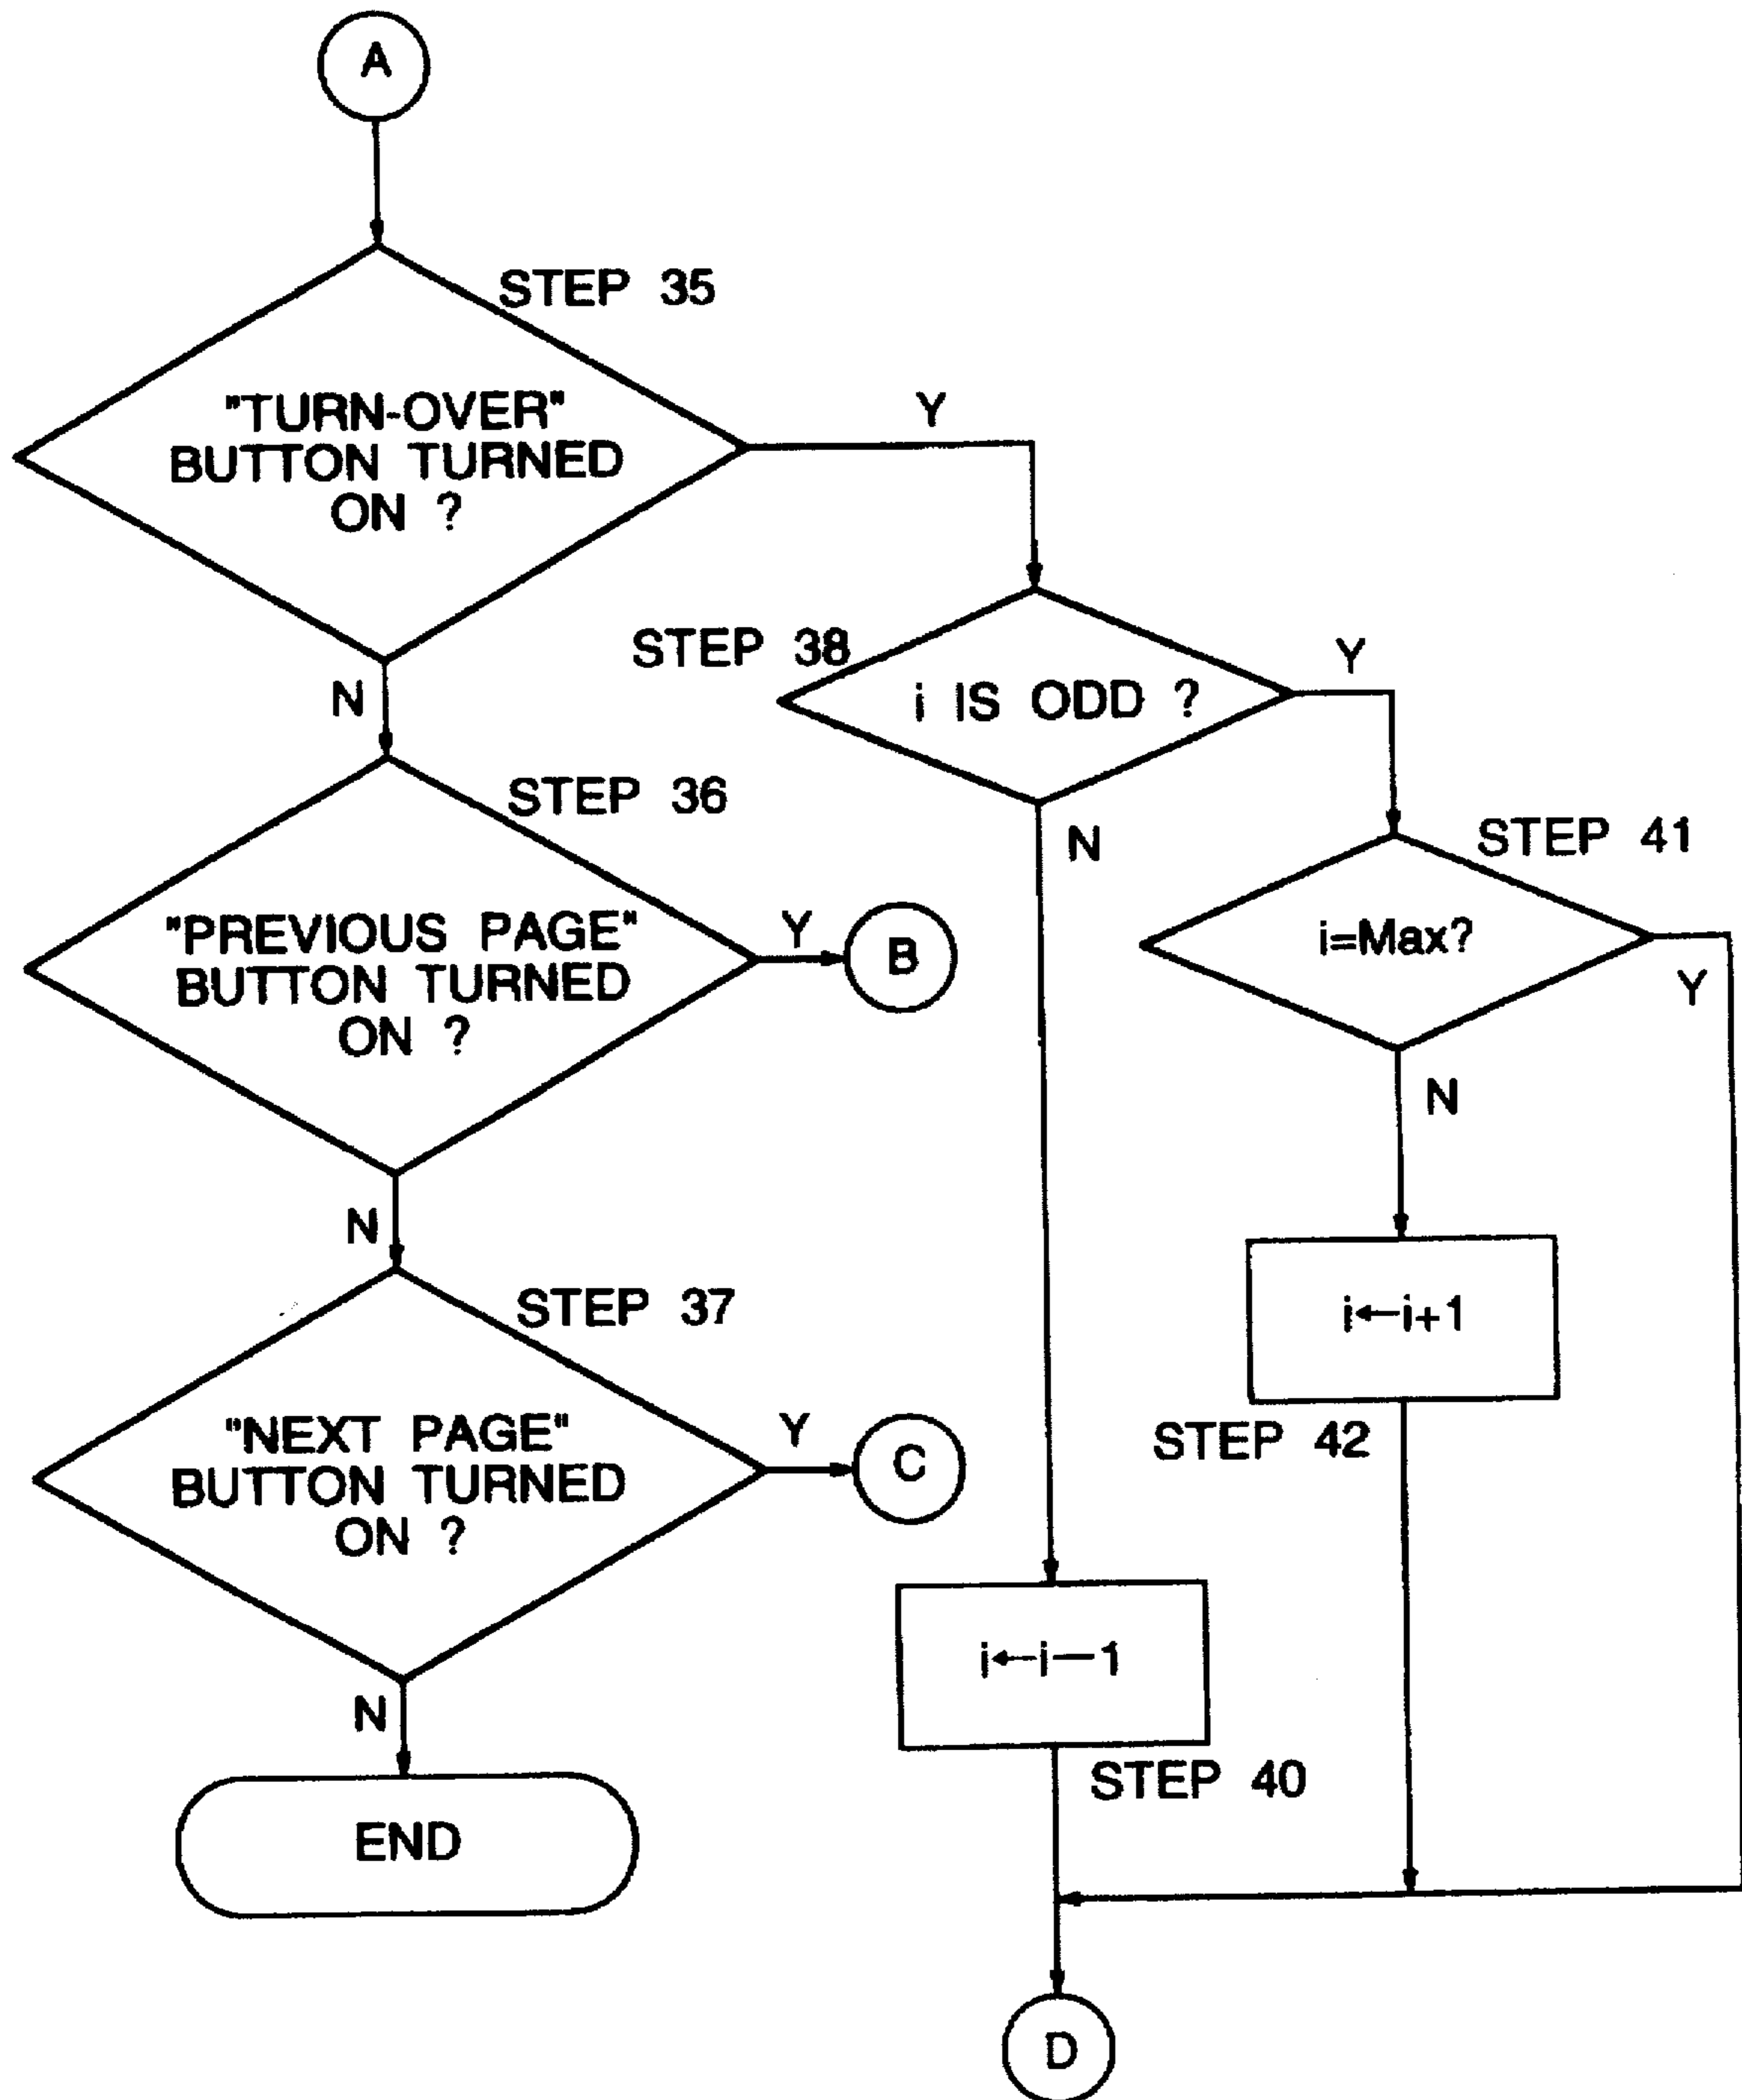 A
STEP 35
"TURN-OVER"
BUTTON TURNED
ON ?
Y
N
STEP 38
i IS ODD ?
Y
N
STEP 36
"PREVIOUS PAGE"
BUTTON TURNED
ON ?
Y
B
N
STEP 41
i=Max?
Y
N
STEP 37
"NEXT PAGE"
BUTTON TURNED
ON ?
Y
C
N
END
i←i+1
STEP 42
i←i—1
STEP 40
D